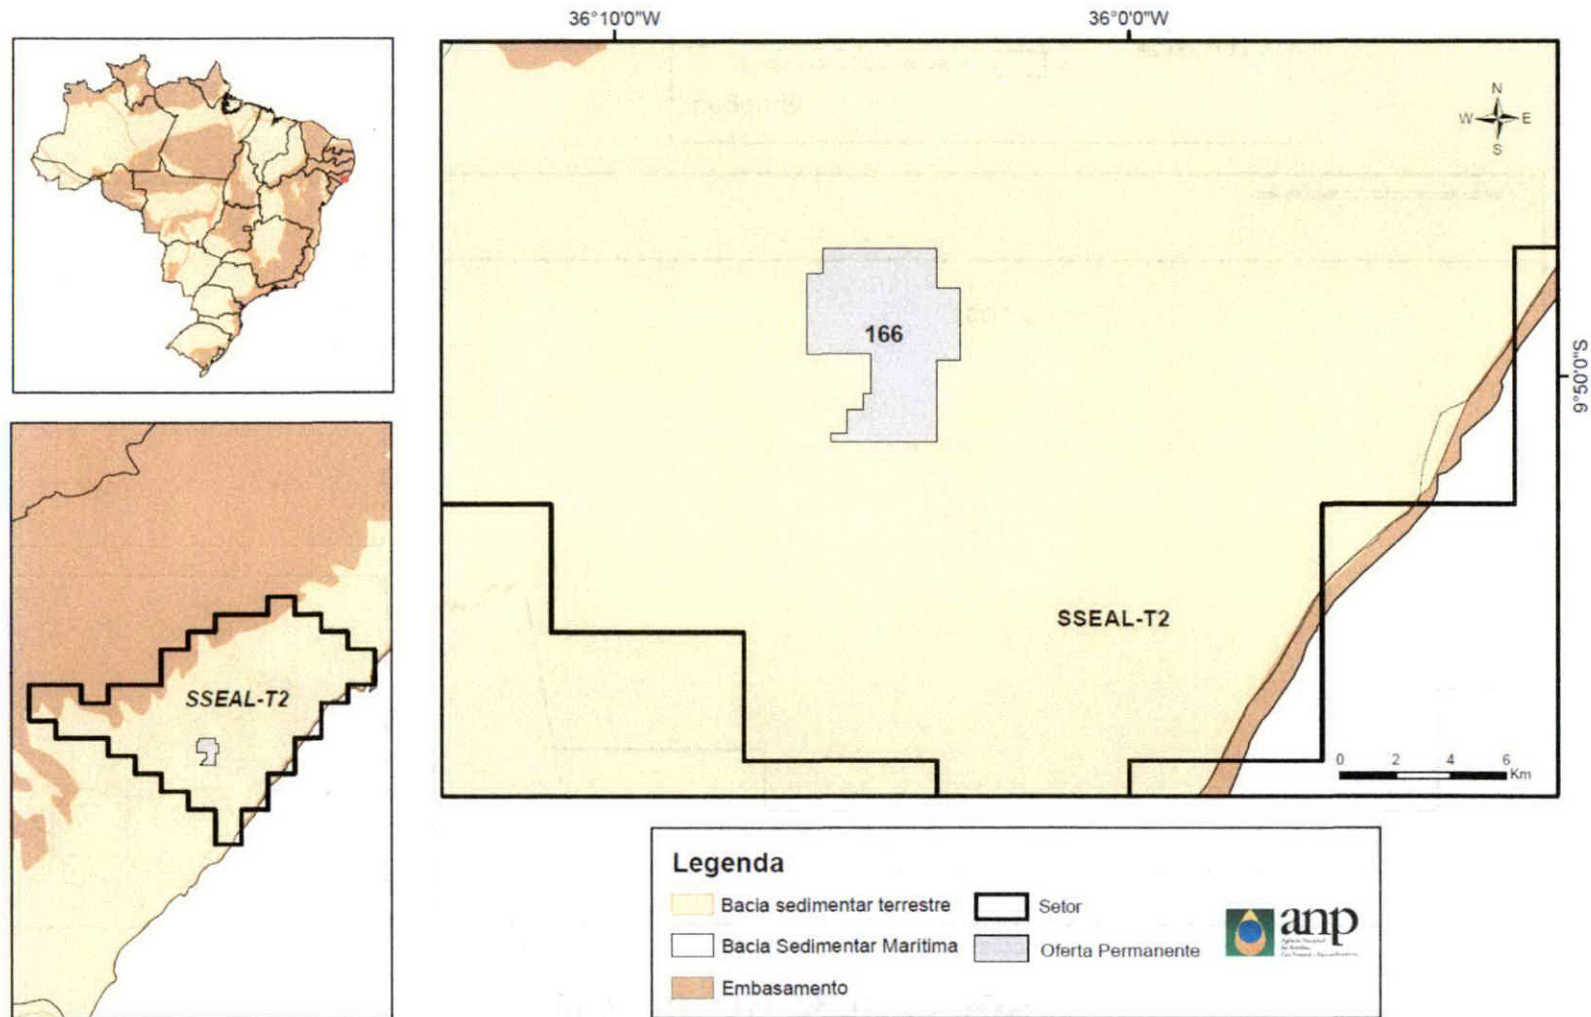 36°10'0"W
36°0'0"W
N
W
E
S
166
9°50'0"S
SSEAL-T2
SSEAL-T2
0 2 4 6
Km
Legenda
Bacia sedimentar terrestre
Bacia Sedimentar Marítima
Embasamento
Setor
Oferta Permanente
anp